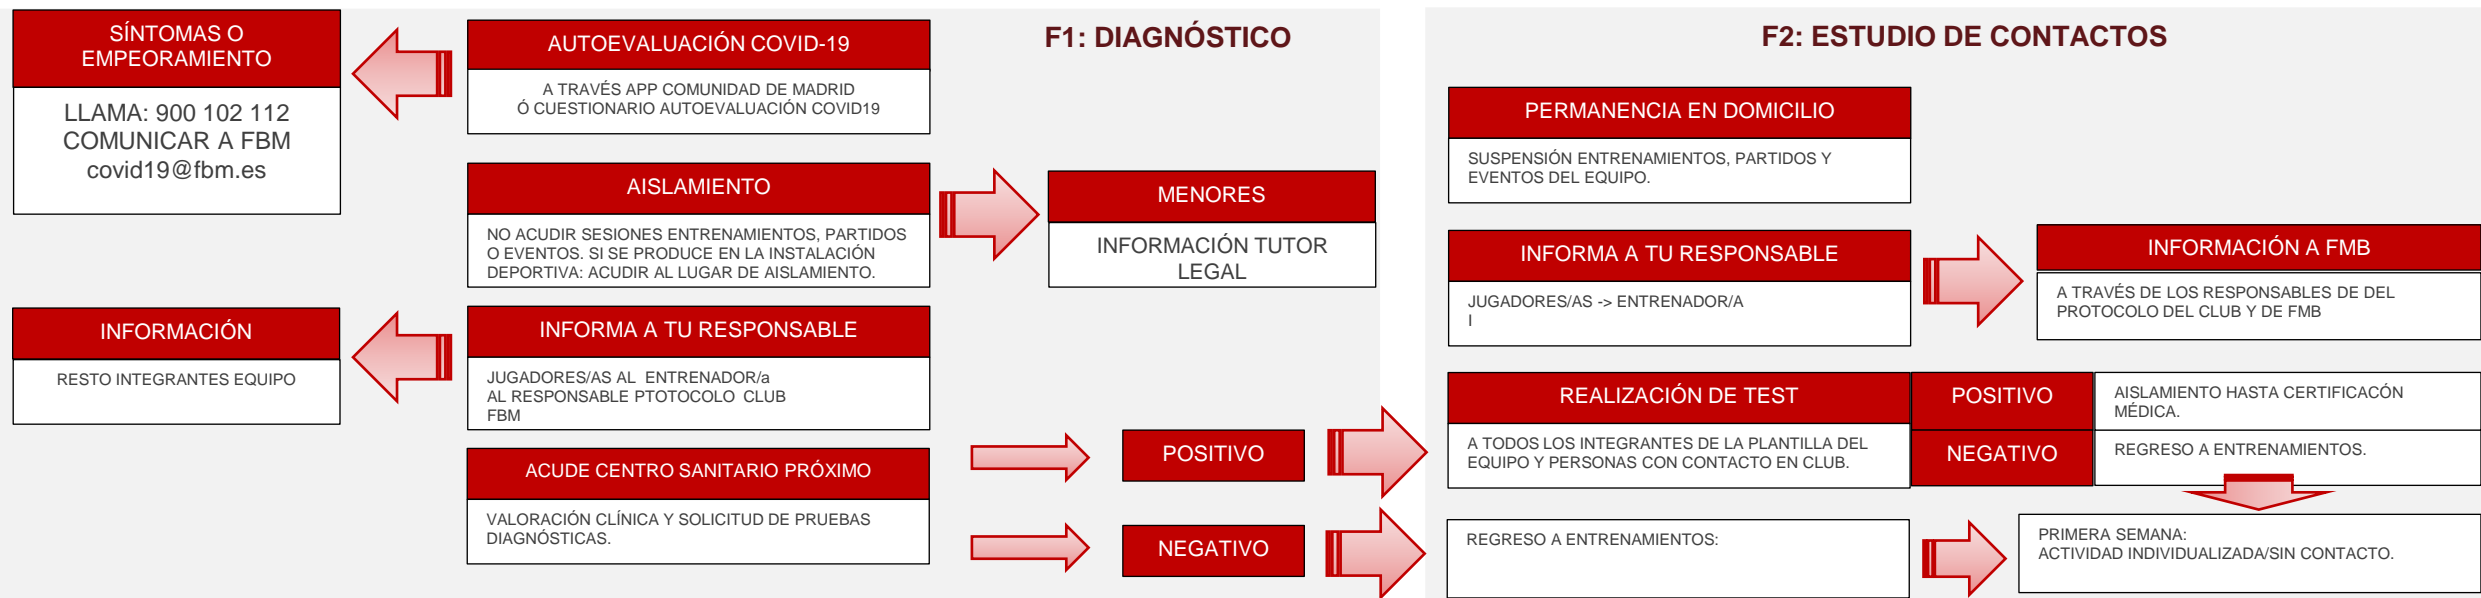 SÍNTOMAS O
EMPEORAMIENTO
LLAMA: 900 102 112
COMUNICAR A FBM
covid19@fbm.es
AUTOEVALUACIÓN COVID-19
A TRAVÉS APP COMUNIDAD DE MADRID
Ó CUESTIONARIO AUTOEVALUACIÓN COVID19
F1: DIAGNÓSTICO
AISLAMIENTO
NO ACUDIR SESIONES ENTRENAMIENTOS, PARTIDOS
O EVENTOS. SI SE PRODUCE EN LA INSTALACIÓN
DEPORTIVA: ACUDIR AL LUGAR DE AISLAMIENTO.
MENORES
INFORMACIÓN TUTOR
LEGAL
INFORMACIÓN
RESTO INTEGRANTES EQUIPO
INFORMA A TU RESPONSABLE
JUGADORES/AS AL ENTRENADOR/a
AL RESPONSABLE PTOTOCOLO CLUB
FBM
ACUDE CENTRO SANITARIO PRÓXIMO
VALORACIÓN CLÍNICA Y SOLICITUD DE PRUEBAS
DIAGNÓSTICAS.
POSITIVO
NEGATIVO
F2: ESTUDIO DE CONTACTOS
PERMANENCIA EN DOMICILIO
SUSPENSIÓN ENTRENAMIENTOS, PARTIDOS Y
EVENTOS DEL EQUIPO.
INFORMA A TU RESPONSABLE
JUGADORES/AS -> ENTRENADOR/A
I
INFORMACIÓN A FMB
A TRAVÉS DE LOS RESPONSABLES DE DEL
PROTOCOLO DEL CLUB Y DE FMB
REALIZACIÓN DE TEST
A TODOS LOS INTEGRANTES DE LA PLANTILLA DEL
EQUIPO Y PERSONAS CON CONTACTO EN CLUB.
POSITIVO
AISLAMIENTO HASTA CERTIFICACÓN
MÉDICA.
NEGATIVO
REGRESO A ENTRENAMIENTOS.
REGRESO A ENTRENAMIENTOS:
PRIMERA SEMANA:
ACTIVIDAD INDIVIDUALIZADA/SIN CONTACTO.